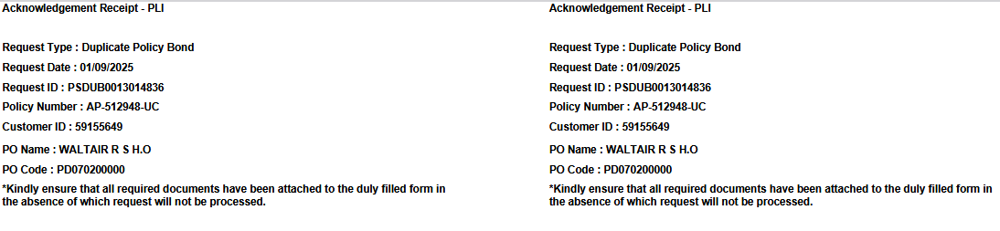 Acknowledgement Receipt - PLI
Request Type : Duplicate Policy Bond
Request Date : 01/09/2025
Request ID : PSDUB0013014836
Policy Number : AP-512948-UC
Customer ID : 59155649
PO Name : WALTAIR R S H.O
PO Code : PD070200000
*Kindly ensure that all required documents have been attached to the duly filled form in
the absence of which request will not be processed.
Acknowledgement Receipt - PLI
Request Type : Duplicate Policy Bond
Request Date : 01/09/2025
Request ID : PSDUB0013014836
Policy Number : AP-512948-UC
Customer ID : 59155649
PO Name : WALTAIR R S H.O
PO Code : PD070200000
*Kindly ensure that all required documents have been attached to the duly filled form in
the absence of which request will not be processed.